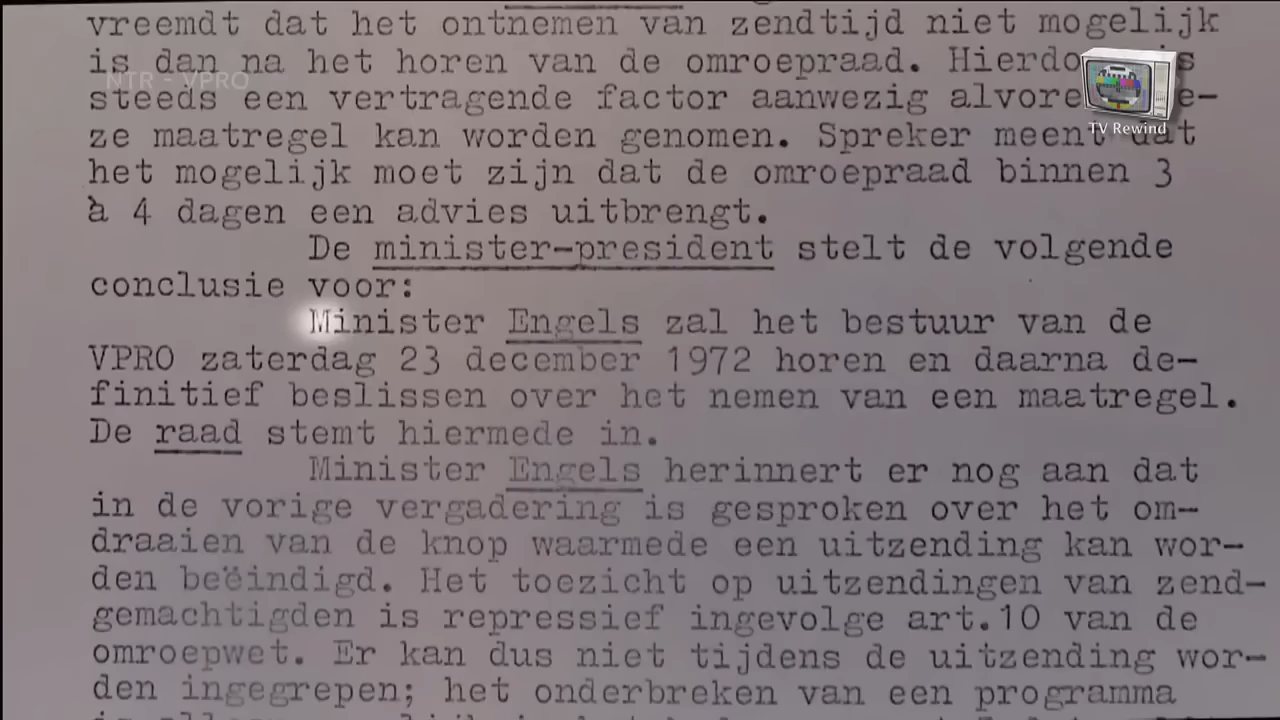 vreemdt dat het ontnemen van zendtijd niet mogelijk
is dan na het horen van de omroepraad. Hierdo is
NTR - VPRO
steeds een vertragende factor aanwezig alvore e-
ze maatregel kan worden genomen. Spreker meent dat
TV Rewind
het mogelijk moet zijn dat de omroepraad binnen 3
à 4 dagen een advies uitbrengt.
De minister-president stelt de volgende
conclusie voor:
Minister Engels zal het bestuur van de
VPRO zaterdag 23 december 1972 horen en daarna de-
finitief beslissen over het nemen van een maatregel.
De raad stemt hiermede in.
Minister Engels herinnert er nog aan dat
in de vorige vergadering is gesproken over het om-
draaien van de knop waarmede een uitzending kan wor-
den beëindigd. Het toezicht op uitzendingen van zend-
gemachtigden is repressief ingevolge art.10 van de
omroepwet. Er kan dus niet tijdens de uitzending wor-
den ingegrepen; het onderbreken van een programma